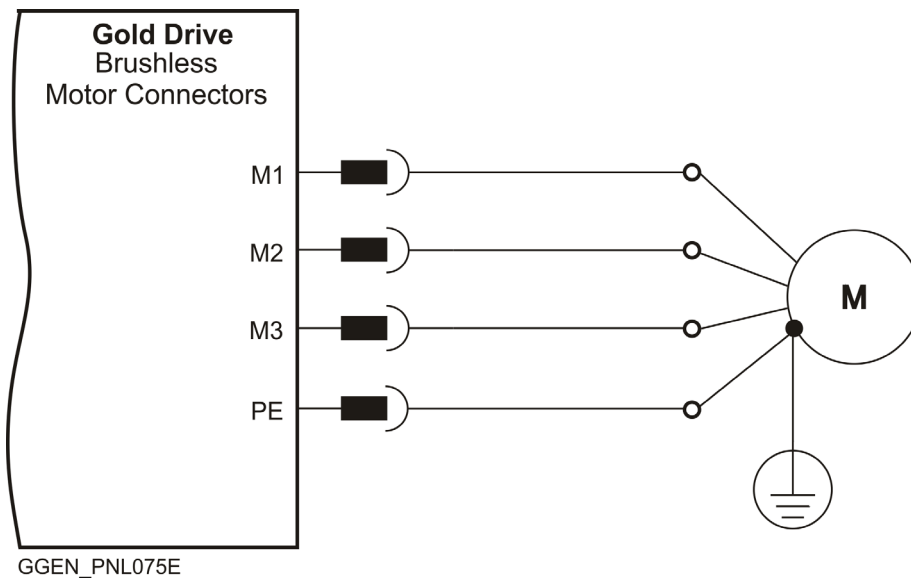 Gold Drive
Brushless
Motor Connectors
M1
M2
M3
PE
M
GGEN_PNL075E